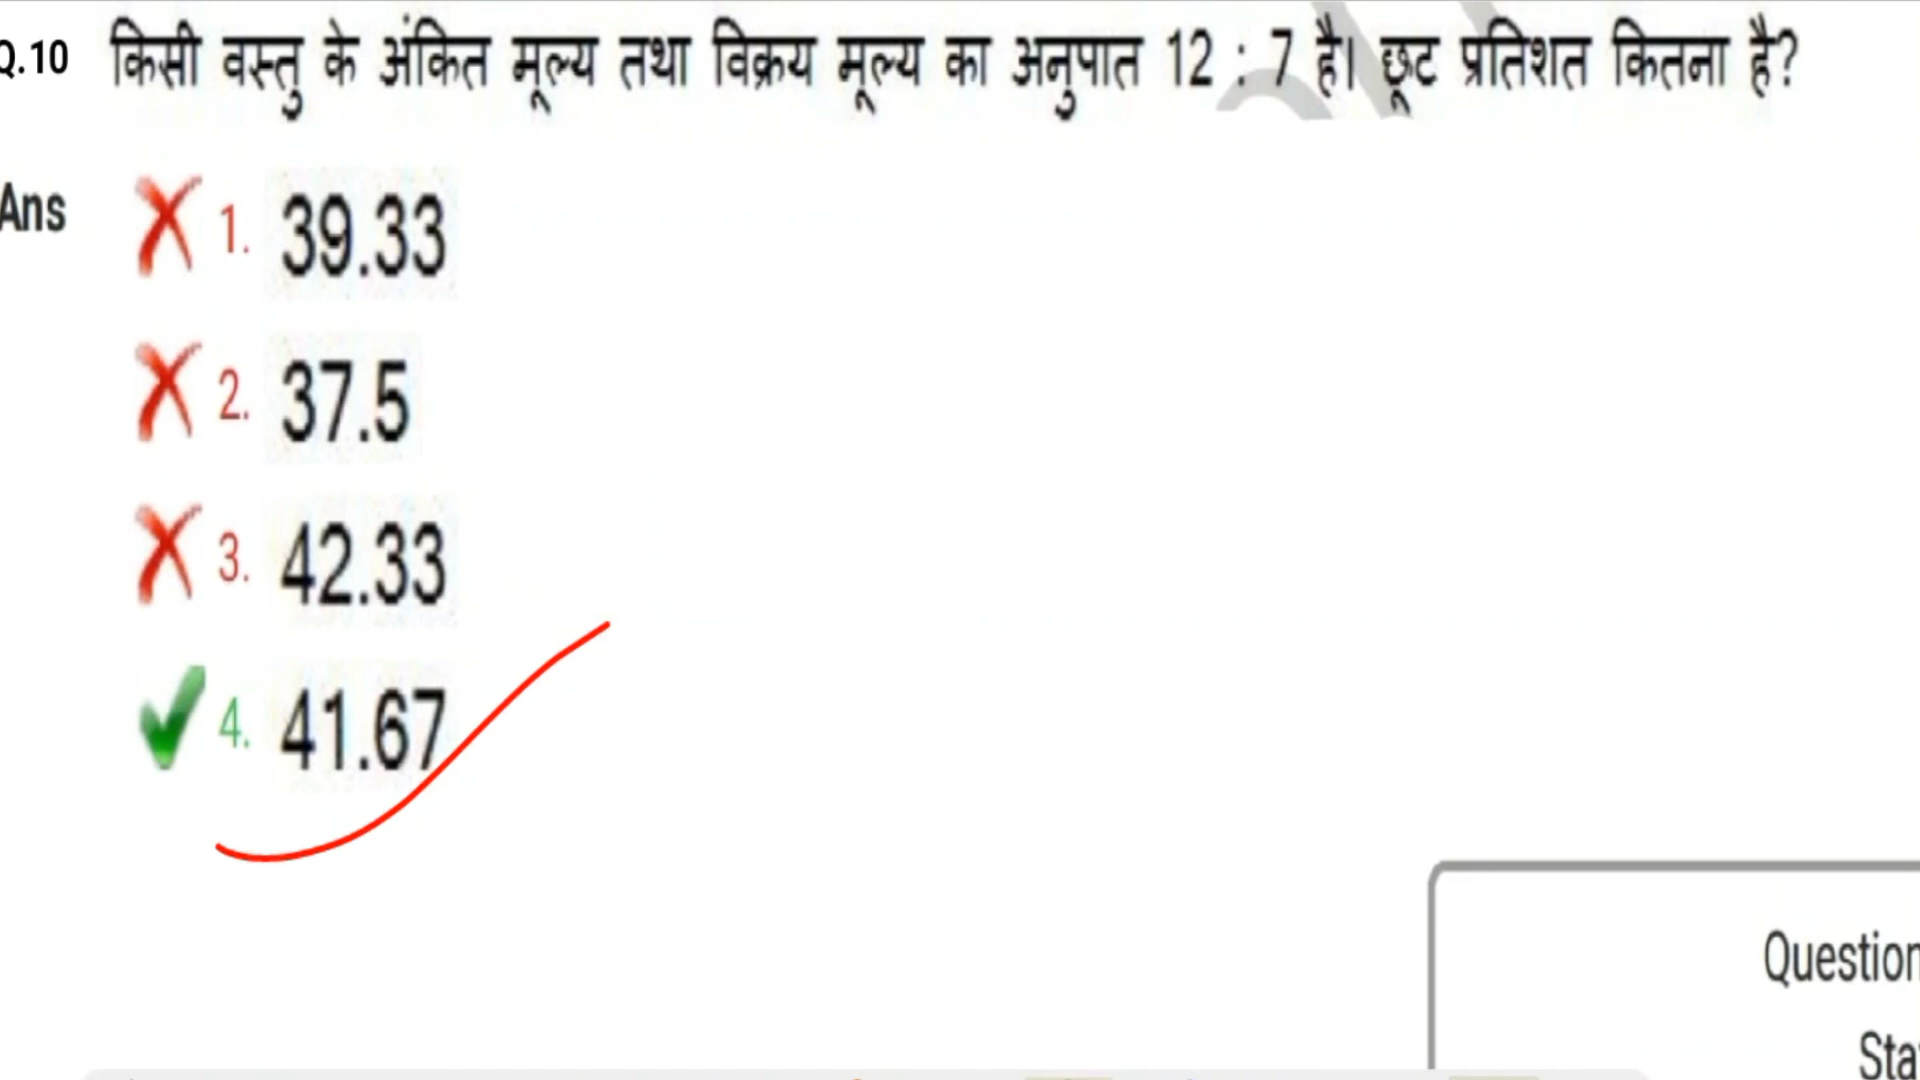 Q.10 किसी वस्तु के अंकित मूल्य तथा विक्रय मूल्य का अनुपात 12 : 7 है। छूट प्रतिशत कितना है?
Ans 1. 39.33
2. 37.5
3. 42.33
4. 41.67
Question